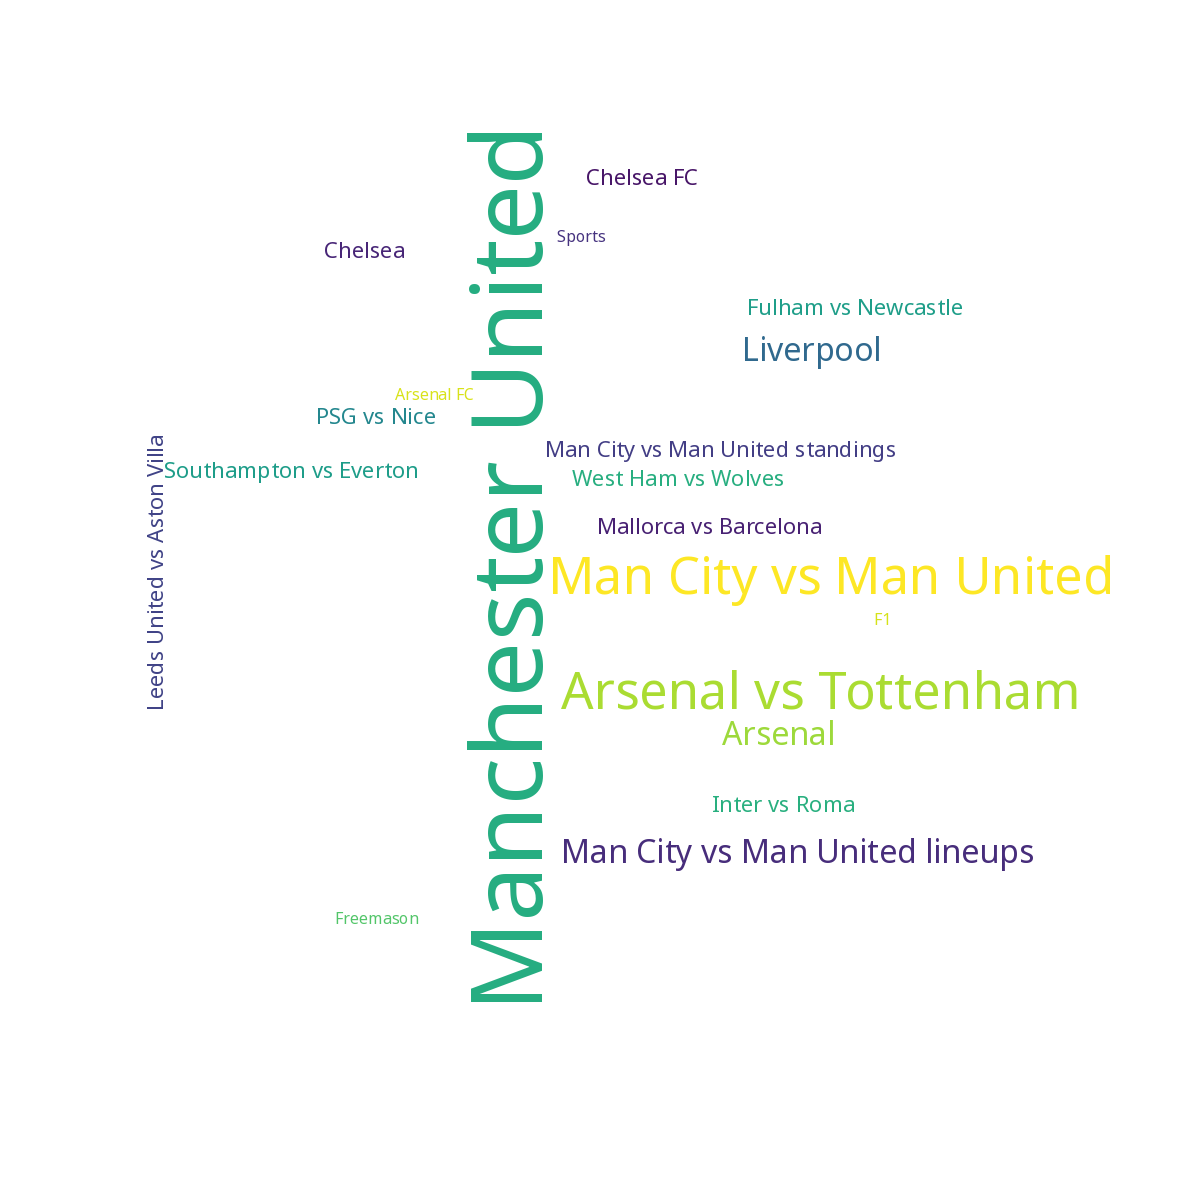 Manchester United
Chelsea FC
Sports
Chelsea
Fulham vs Newcastle
Liverpool
Arsenal FC
PSG vs Nice
Man City vs Man United standings
Southampton vs Everton
West Ham vs Wolves
Leeds United vs Aston Villa
Mallorca vs Barcelona
Man City vs Man United
F1
Arsenal vs Tottenham
Arsenal
Inter vs Roma
Man City vs Man United lineups
Freemason